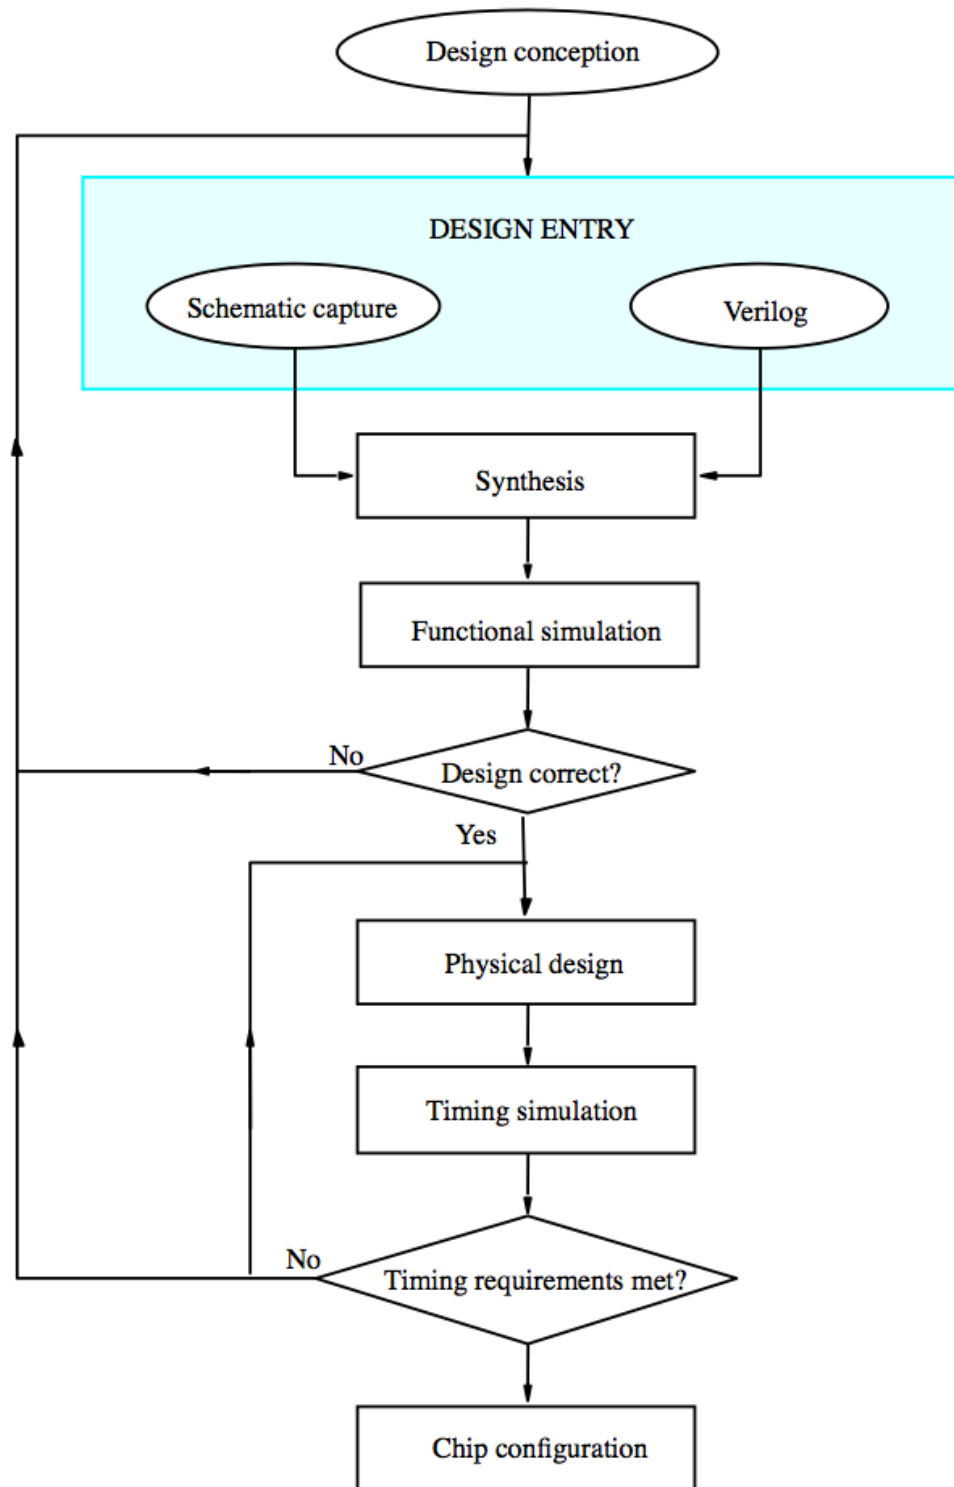 Design conception
DESIGN ENTRY
Schematic capture
Verilog
Synthesis
Functional simulation
No
Design correct?
Yes
Physical design
Timing simulation
No
Timing requirements met?
Chip configuration